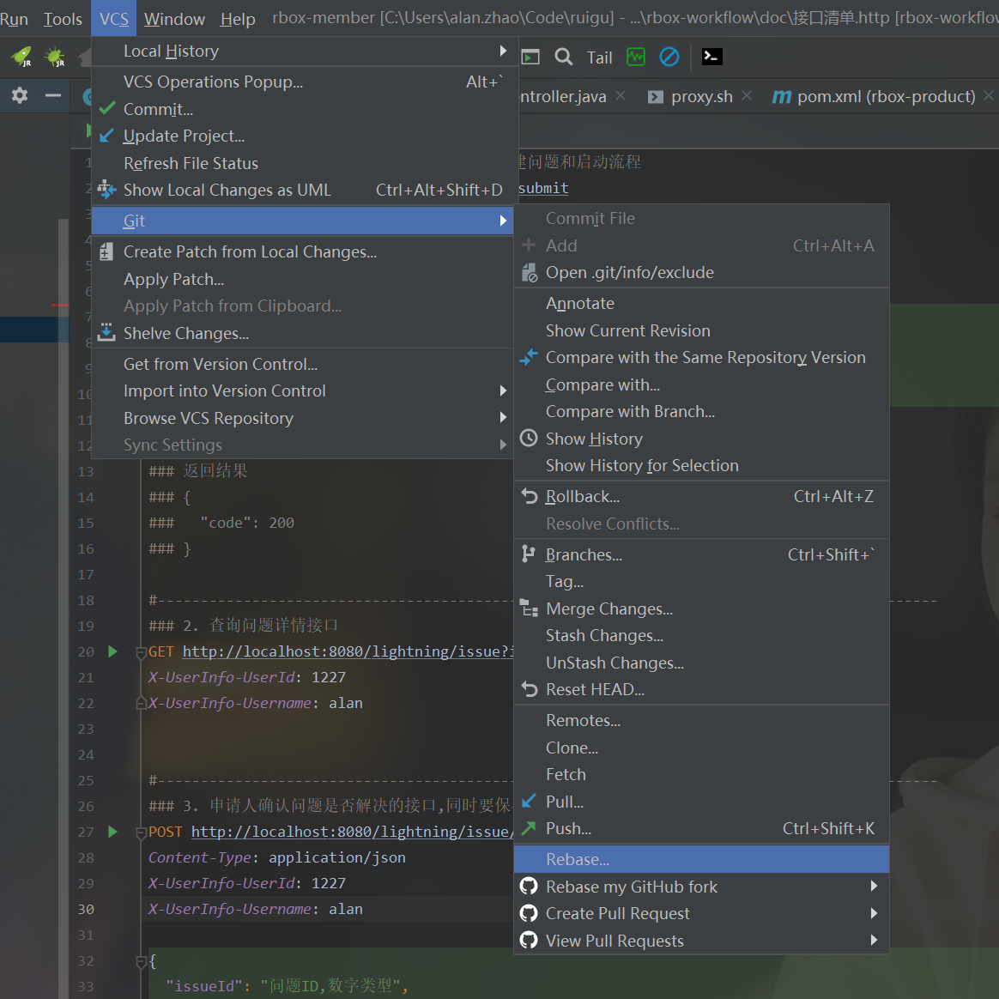 Run Tools VCS Window Help rbox-member [C:\Users\alan.zhao\Code\ruigu] - ...\rbox-workflow\doc\接口清单.http [rbox-workflow
JR JR Tail
ntroller.java proxy.sh m pom.xml (rbox-product)
Local History
VCS Operations Popup... Alt+`
Commit...
Update Project...
Refresh File Status
Show Local Changes as UML Ctrl+Alt+Shift+D
Git
Create Patch from Local Changes...
Apply Patch...
Apply Patch from Clipboard...
Shelve Changes...
Get from Version Control...
Import into Version Control
Browse VCS Repository
Sync Settings
Commit File
Add Ctrl+Alt+A
Open .git/info/exclude
Annotate
Show Current Revision
Compare with the Same Repository Version
Compare with...
Compare with Branch...
Show History
Show History for Selection
Rollback... Ctrl+Alt+Z
Resolve Conflicts...
Branches... Ctrl+Shift+`
Tag...
Merge Changes...
Stash Changes...
UnStash Changes...
Reset HEAD...
Remotes...
Clone...
Fetch
Pull...
Push... Ctrl+Shift+K
Rebase...
Rebase my GitHub fork
Create Pull Request
View Pull Requests
1 建问题和启动流程
2 submit
3
4
5
6
7
8
9
10
11
12
13 ### 返回结果
14 ### {
15 ###   "code": 200
16 ### }
17
18 #--------------------------------------------------------------------------------
19 ### 2. 查询问题详情接口
20 GET http://localhost:8080/lightning/issue?i
21 X-UserInfo-UserId: 1227
22 X-UserInfo-Username: alan
23
24
25 #--------------------------------------------------------------------------------
26 ### 3. 申请人确认问题是否解决的接口,同时要保
27 POST http://localhost:8080/lightning/issue/
28 Content-Type: application/json
29 X-UserInfo-UserId: 1227
30 X-UserInfo-Username: alan
31
32 {
33 "issueId": "问题ID,数字类型",